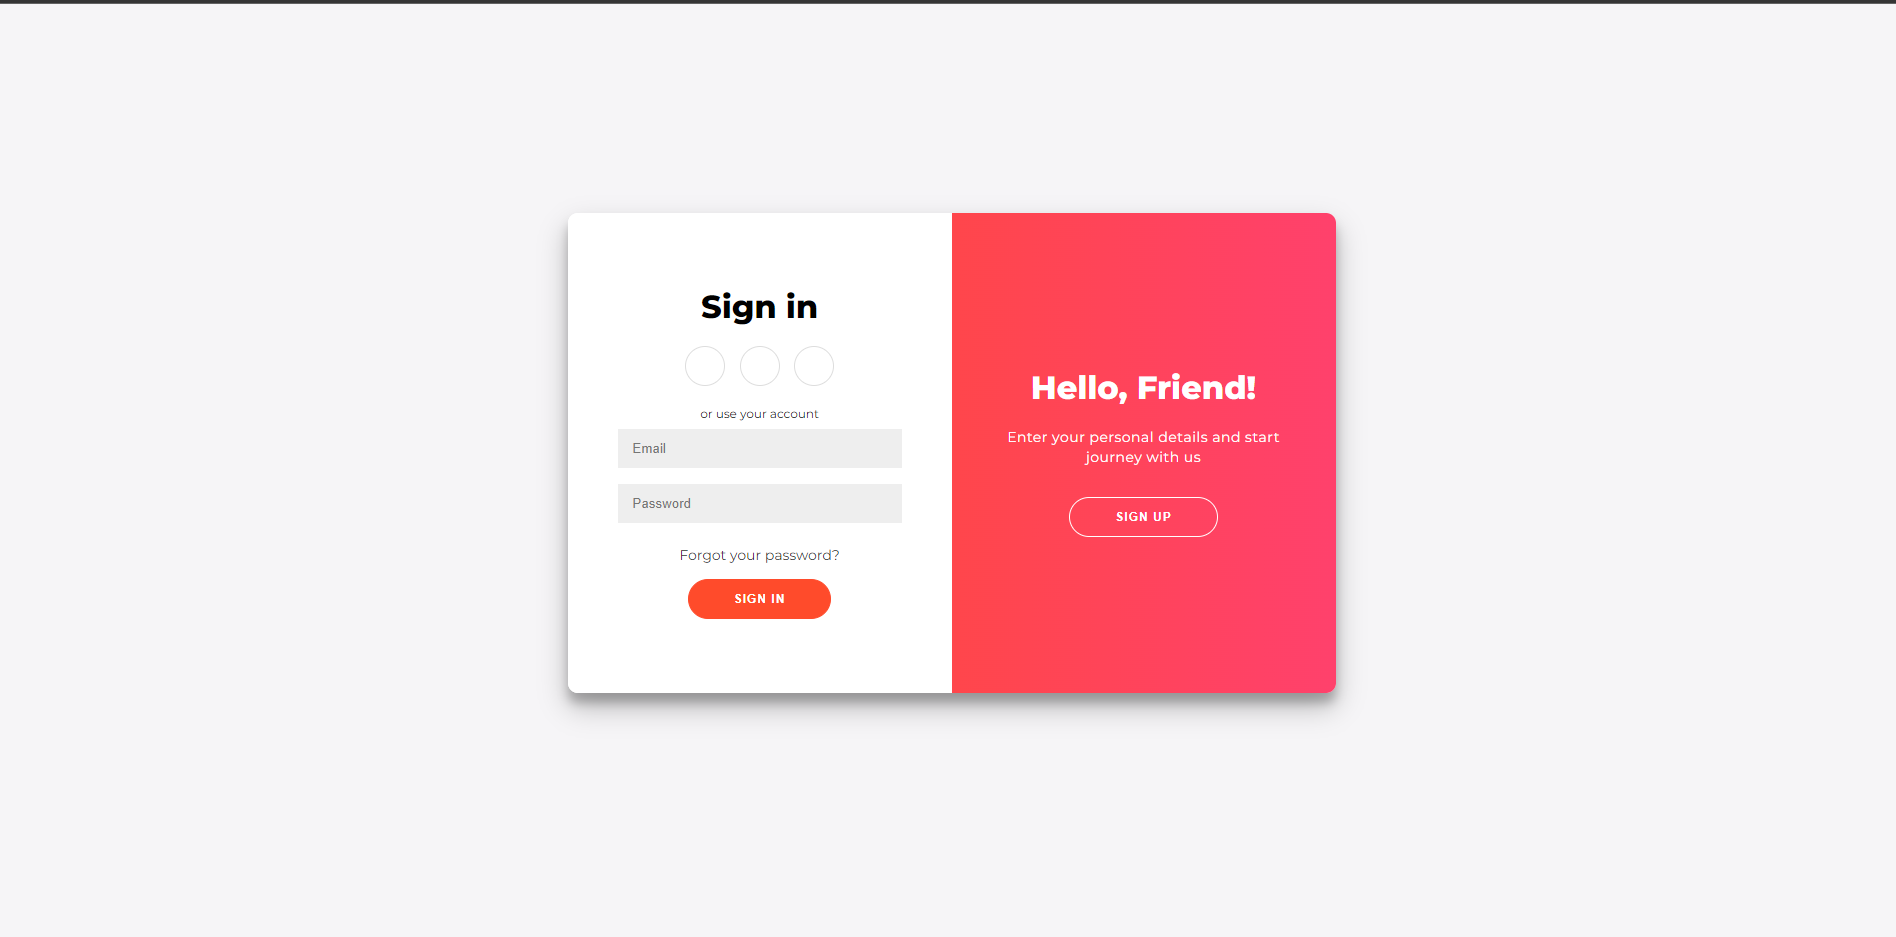 Sign in
or use your account
Email
Password
Forgot your password?
SIGN IN
Hello, Friend!
Enter your personal details and start
journey with us
SIGN UP